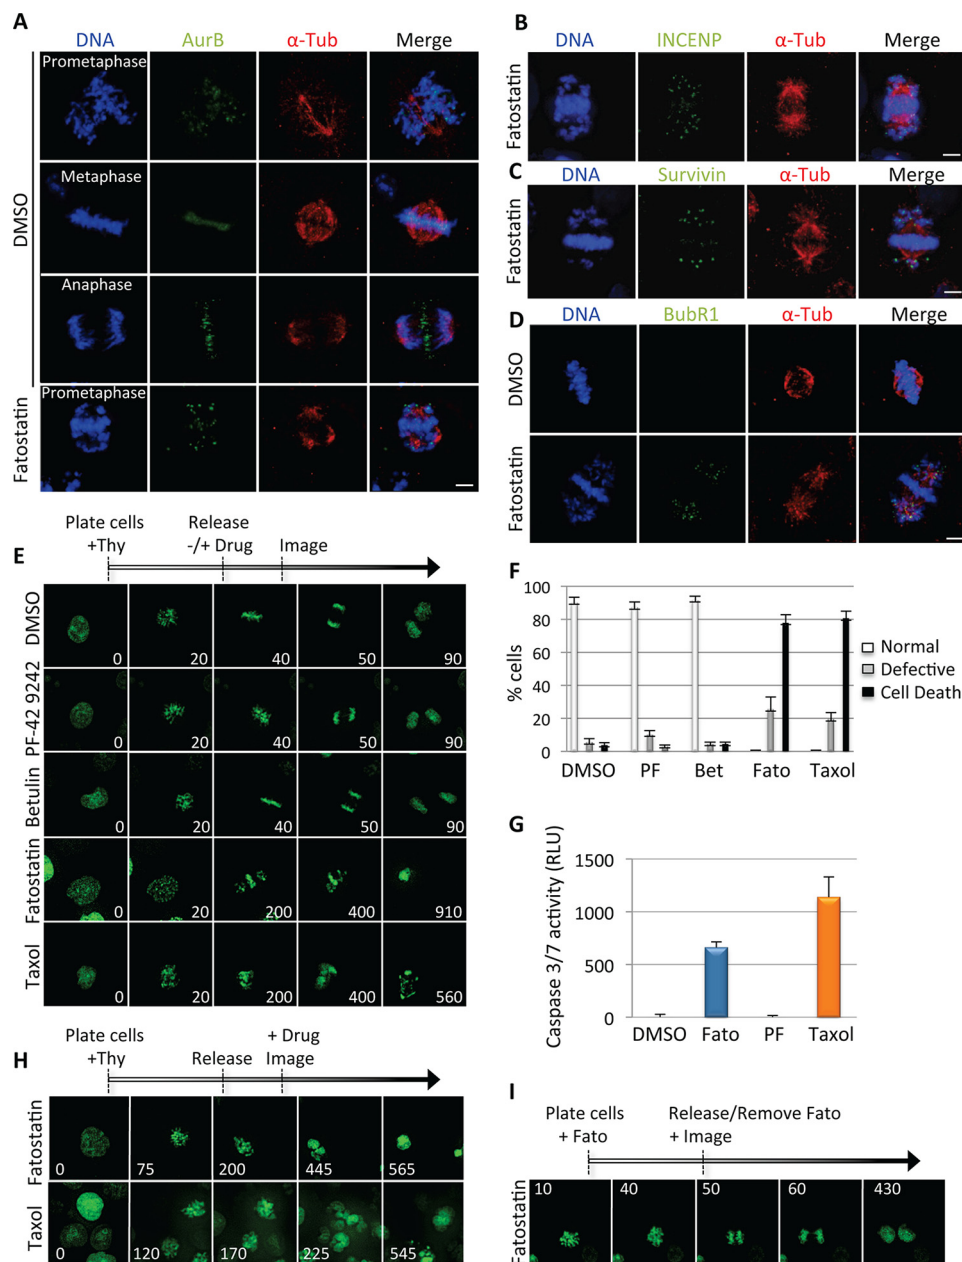 A
DNA AurB α-Tub Merge
DMSO
Prometaphase
Metaphase
Anaphase
Fatostatin
Prometaphase
B
DNA INCENP α-Tub Merge
Fatostatin
C
DNA Survivin α-Tub Merge
Fatostatin
D
DNA BubR1 α-Tub Merge
DMSO
Fatostatin
E
Plate cells +Thy
Release -/+ Drug
Image
DMSO
0 20 40 50 90
PF-42 9242
0 20 40 50 90
Betulin
0 20 40 50 90
Fatostatin
0 20 200 400 910
Taxol
0 20 200 400 560
F
% cells
100
80
60
40
20
0
DMSO PF Bet Fato Taxol
Normal
Defective
Cell Death
G
Caspase 3/7 activity (RLU)
1500
1000
500
0
DMSO Fato PF Taxol
H
Plate cells +Thy
Release
+ Drug Image
Fatostatin
0 75 200 445 565
Taxol
0 120 170 225 545
I
Plate cells + Fato
Release/Remove Fato + Image
Fatostatin
10 40 50 60 430